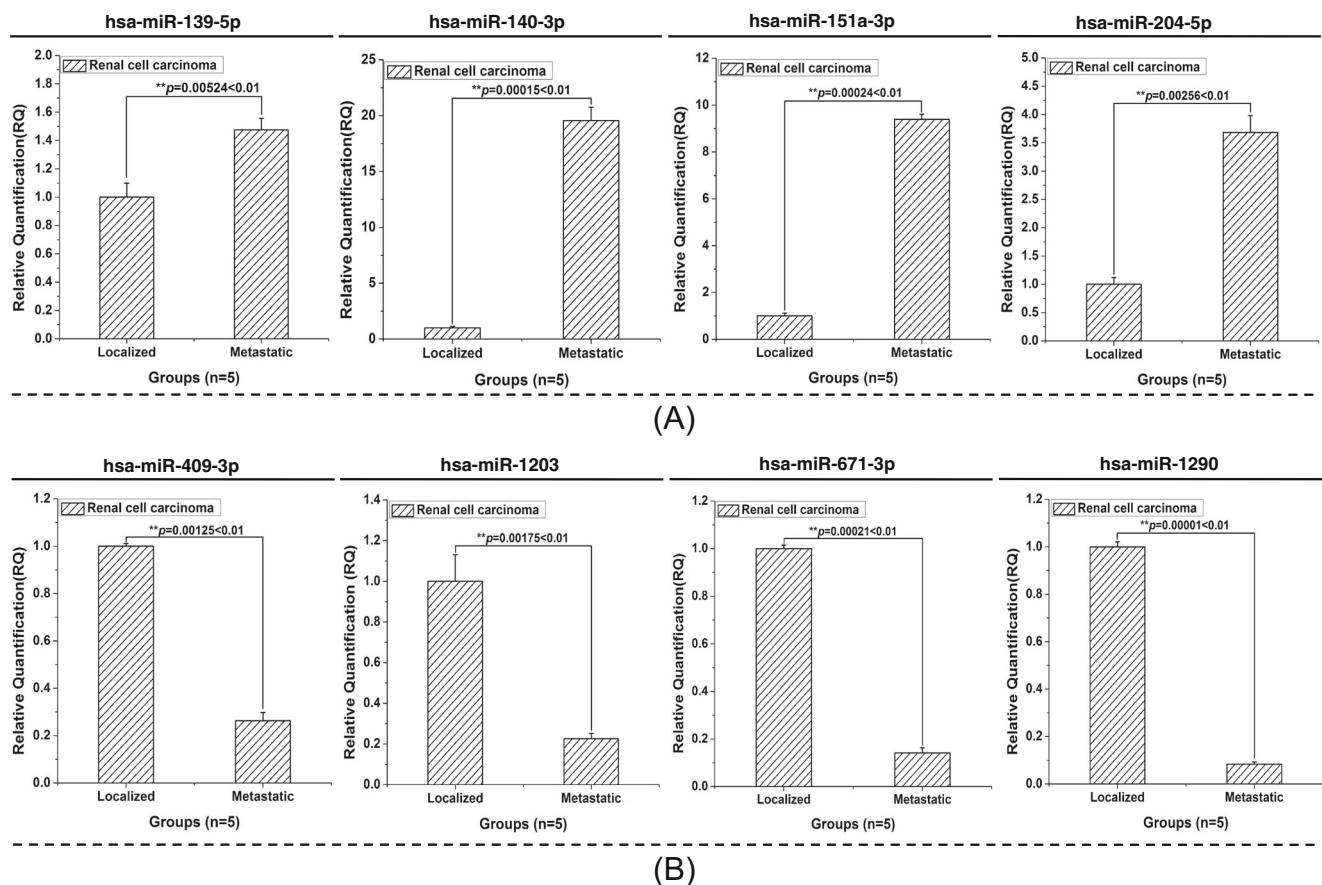 hsa-miR-139-5p
2.0
1.8
1.6
1.4
1.2
1.0
0.8
0.6
0.4
0.2
0.0
Relative Quantification(RQ)
Renal cell carcinoma
**p=0.00524<0.01
Localized Metastatic
Groups (n=5)
hsa-miR-140-3p
25
20
15
10
5
0
Relative Quantification(RQ)
Renal cell carcinoma
**p=0.00015<0.01
Localized Metastatic
Groups (n=5)
hsa-miR-151a-3p
12
10
8
6
4
2
0
Relative Quantification(RQ)
Renal cell carcinoma
**p=0.00024<0.01
Localized Metastatic
Groups (n=5)
hsa-miR-204-5p
5.0
4.5
4.0
3.5
3.0
2.5
2.0
1.5
1.0
0.5
0.0
Relative Quantification(RQ)
Renal cell carcinoma
**p=0.00256<0.01
Localized Metastatic
Groups (n=5)
(A)
hsa-miR-409-3p
1.2
1.0
0.8
0.6
0.4
0.2
0.0
Relative Quantification(RQ)
Renal cell carcinoma
**p=0.00125<0.01
Localized Metastatic
Groups (n=5)
hsa-miR-1203
1.4
1.2
1.0
0.8
0.6
0.4
0.2
0.0
Relative Quantification (RQ)
Renal cell carcinoma
**p=0.00175<0.01
Localized Metastatic
Groups (n=5)
hsa-miR-671-3p
1.2
1.0
0.8
0.6
0.4
0.2
0.0
Relative Quantification(RQ)
Renal cell carcinoma
**p=0.00021<0.01
Localized Metastatic
Groups (n=5)
hsa-miR-1290
1.2
1.0
0.8
0.6
0.4
0.2
0.0
Relative Quantification(RQ)
Renal cell carcinoma
**p=0.00001<0.01
Localized Metastatic
Groups (n=5)
(B)